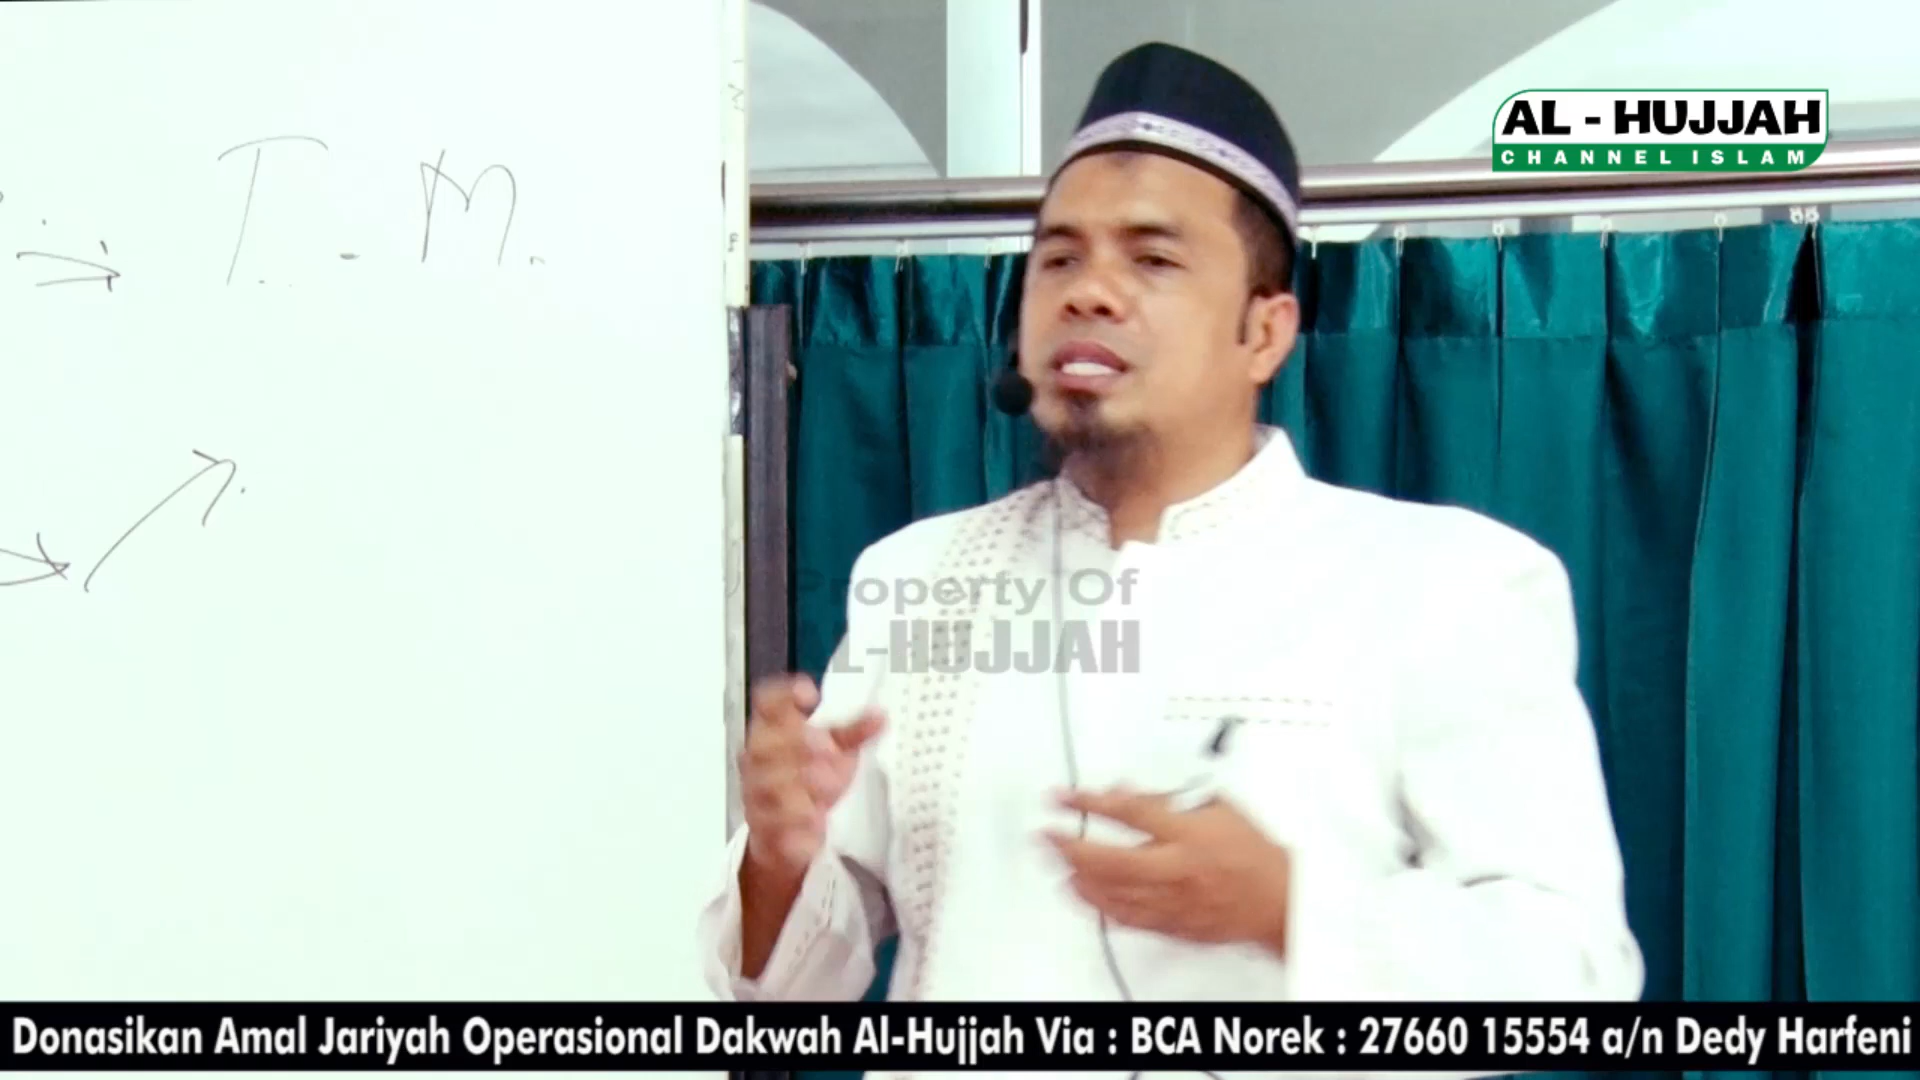 T. - M.
AL - HUJJAH
CHANNEL ISLAM
Property Of
AL-HUJJAH
Donasikan Amal Jariyah Operasional Dakwah Al-Hujjah Via : BCA Norek : 27660 15554 a/n Dedy Harfeni